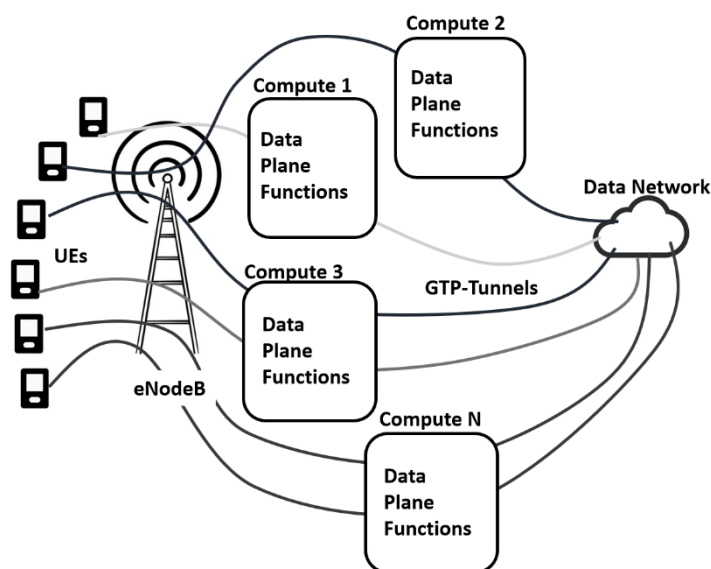 Compute 2
Data
Plane
Functions
Compute 1
Data
Plane
Functions
Data Network
UEs
Compute 3
Data
Plane
Functions
GTP-Tunnels
eNodeB
Compute N
Data
Plane
Functions